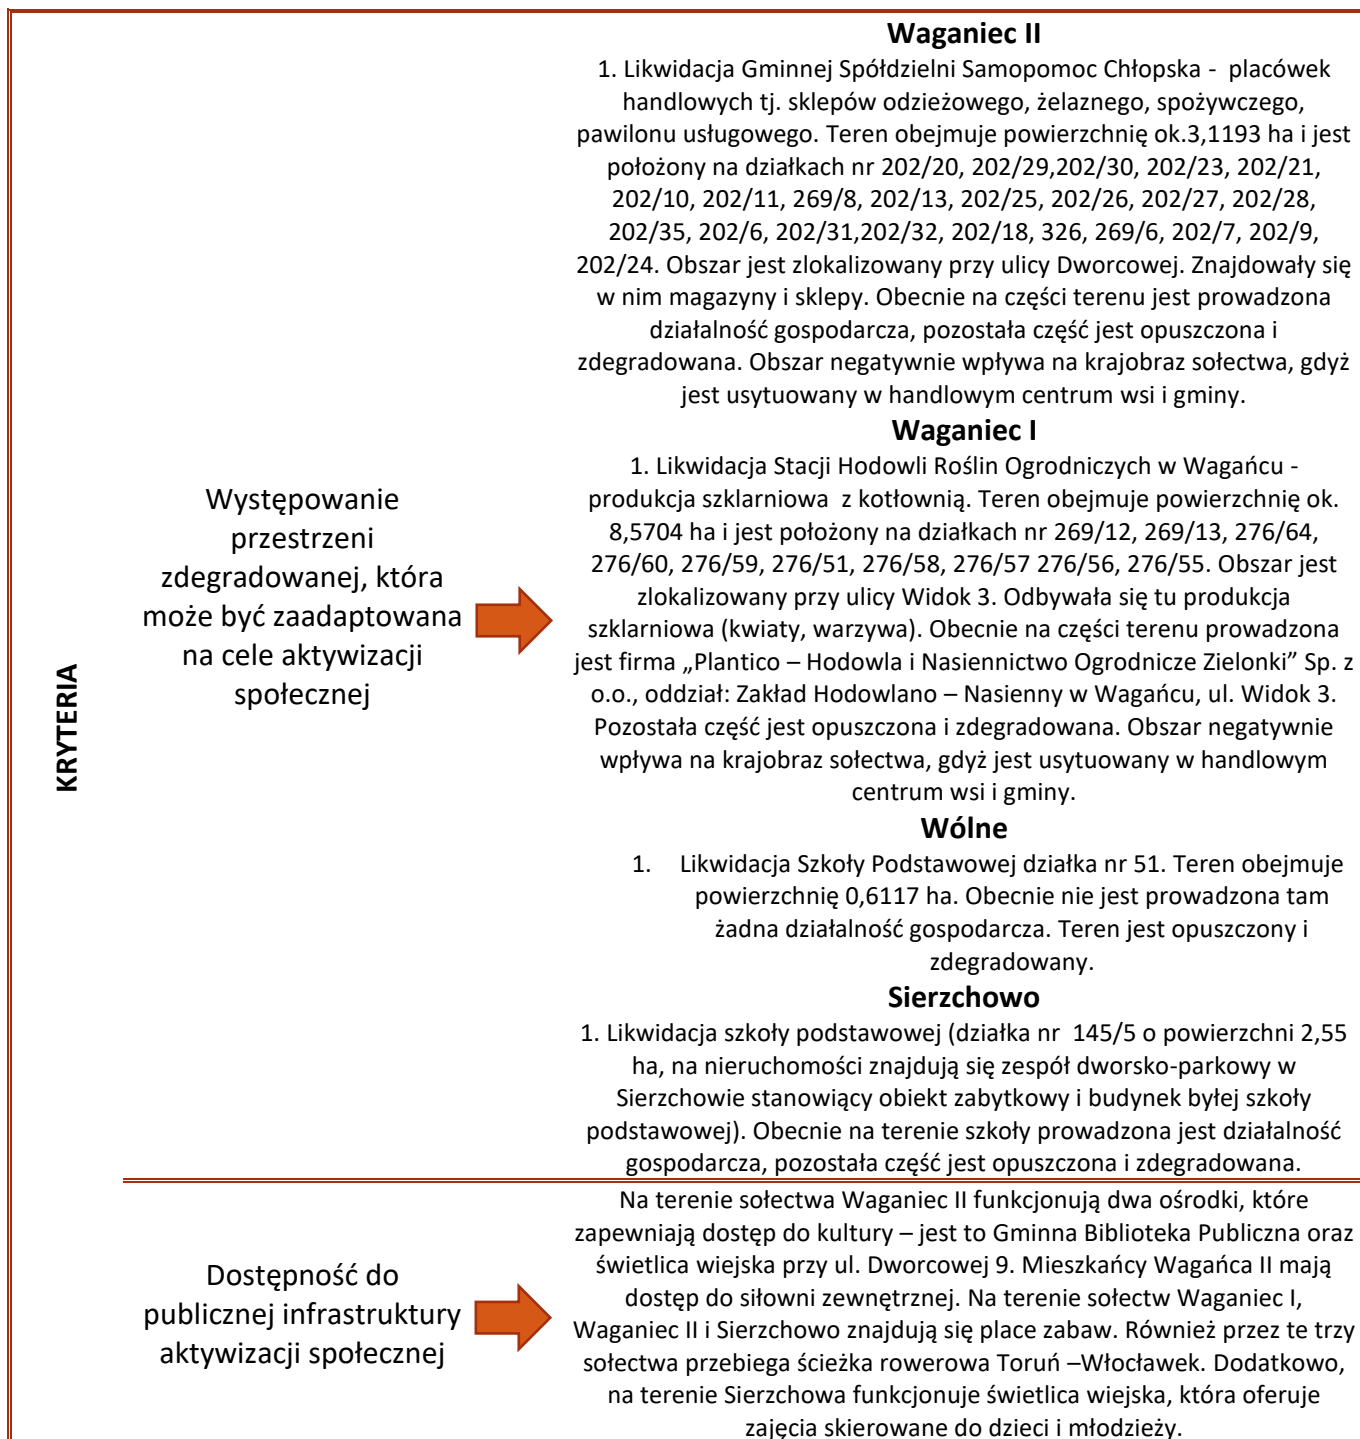 KRYTERIA
Występowanie
przestrzeni
zdegradowanej, która
może być zaadaptowana
na cele aktywizacji
społecznej
Waganiec II
1. Likwidacja Gminnej Spółdzielni Samopomoc Chłopska - placówek
handlowych tj. sklepów odzieżowego, żelaznego, spożywczego,
pawilonu usługowego. Teren obejmuje powierzchnię ok.3,1193 ha i jest
położony na działkach nr 202/20, 202/29,202/30, 202/23, 202/21,
202/10, 202/11, 269/8, 202/13, 202/25, 202/26, 202/27, 202/28,
202/35, 202/6, 202/31,202/32, 202/18, 326, 269/6, 202/7, 202/9,
202/24. Obszar jest zlokalizowany przy ulicy Dworcowej. Znajdowały się
w nim magazyny i sklepy. Obecnie na części terenu jest prowadzona
działalność gospodarcza, pozostała część jest opuszczona i
zdegradowana. Obszar negatywnie wpływa na krajobraz sołectwa, gdyż
jest usytuowany w handlowym centrum wsi i gminy.
Waganiec I
1. Likwidacja Stacji Hodowli Roślin Ogrodniczych w Wagańcu -
produkcja szklarniowa z kotłownią. Teren obejmuje powierzchnię ok.
8,5704 ha i jest położony na działkach nr 269/12, 269/13, 276/64,
276/60, 276/59, 276/51, 276/58, 276/57 276/56, 276/55. Obszar jest
zlokalizowany przy ulicy Widok 3. Odbywała się tu produkcja
szklarniowa (kwiaty, warzywa). Obecnie na części terenu prowadzona
jest firma „Plantico – Hodowla i Nasiennictwo Ogrodnicze Zielonki” Sp. z
o.o., oddział: Zakład Hodowlano – Nasienny w Wagańcu, ul. Widok 3.
Pozostała część jest opuszczona i zdegradowana. Obszar negatywnie
wpływa na krajobraz sołectwa, gdyż jest usytuowany w handlowym
centrum wsi i gminy.
Wólne
1. Likwidacja Szkoły Podstawowej działka nr 51. Teren obejmuje
powierzchnię 0,6117 ha. Obecnie nie jest prowadzona tam
żadna działalność gospodarcza. Teren jest opuszczony i
zdegradowany.
Sierzchowo
1. Likwidacja szkoły podstawowej (działka nr 145/5 o powierzchni 2,55
ha, na nieruchomości znajdują się zespół dworsko-parkowy w
Sierzchowie stanowiący obiekt zabytkowy i budynek byłej szkoły
podstawowej). Obecnie na terenie szkoły prowadzona jest działalność
gospodarcza, pozostała część jest opuszczona i zdegradowana.
Dostępność do
publicznej infrastruktury
aktywizacji społecznej
Na terenie sołectwa Waganiec II funkcjonują dwa ośrodki, które
zapewniają dostęp do kultury – jest to Gminna Biblioteka Publiczna oraz
świetlica wiejska przy ul. Dworcowej 9. Mieszkańcy Wagańca II mają
dostęp do siłowni zewnętrznej. Na terenie sołectw Waganiec I,
Waganiec II i Sierzchowo znajdują się place zabaw. Również przez te trzy
sołectwa przebiega ścieżka rowerowa Toruń –Włocławek. Dodatkowo,
na terenie Sierzchowa funkcjonuje świetlica wiejska, która oferuje
zajęcia skierowane do dzieci i młodzieży.